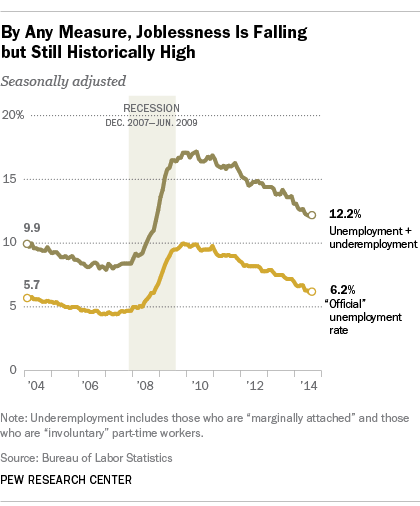 By Any Measure, Joblessness Is Falling
but Still Historically High
Seasonally adjusted
RECESSION
DEC. 2007—JUN. 2009
20%
15
10
5
0
9.9
5.7
12.2%
Unemployment +
underemployment
6.2%
“Official”
unemployment
rate
’04 ’06 ’08 ’10 ’12 ’14
Note: Underemployment includes those who are “marginally attached” and those
who are “involuntary” part-time workers.
Source: Bureau of Labor Statistics
PEW RESEARCH CENTER